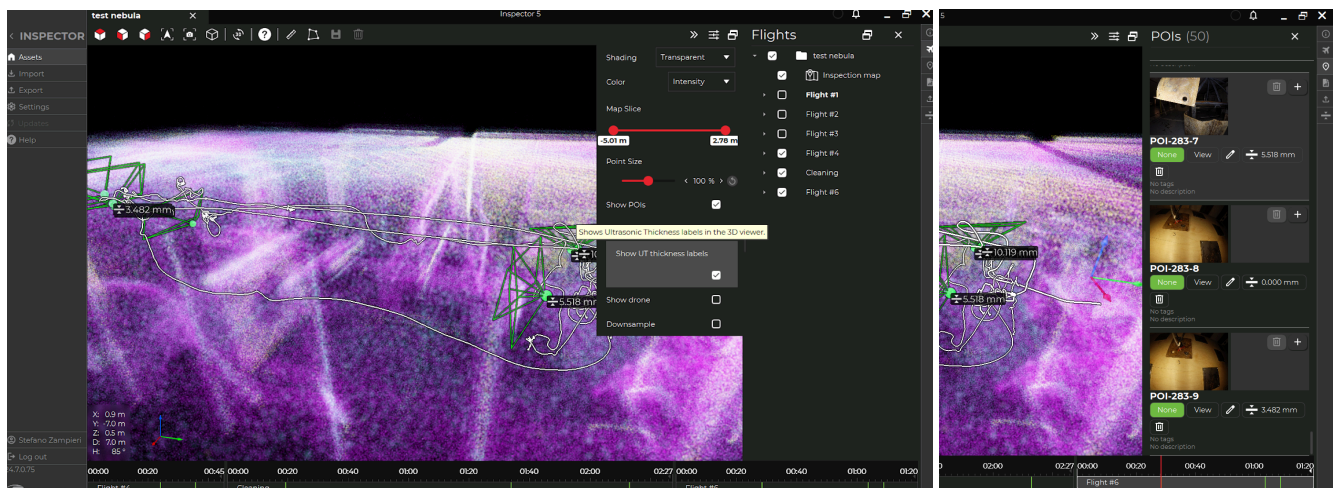 test nebula
Inspector 5
< INSPECTOR
Assets
Import
Export
Settings
Updates
Help
Shading
Transparent
Color
Intensity
Map Slice
-5.01 m
2.78 m
Point Size
< 100 % >
Show POIs
Shows Ultrasonic Thickness labels in the 3D viewer.
Show UT thickness labels
Show drone
Downsample
Flights
test nebula
Inspection map
Flight #1
Flight #2
Flight #3
Flight #4
Cleaning
Flight #6
3.482 mm
5.518 mm
X: 0.9 m
Y: -7.0 m
Z: 0.5 m
D: 7.0 m
H: 85 °
Stefano Zampieri
Log out
00:00 00:20 00:45 00:00 00:20 00:40 01:00 01:20 01:40 02:00 02:27 00:00 00:20 00:40 01:00 01:20
Flight #4 Cleaning Flight #6
5
POIs (50)
POI-283-7
None View 5.518 mm
No tags
No description
POI-283-8
None View 0.000 mm
No tags
No description
POI-283-9
None View 3.482 mm
No tags
No description
10.119 mm
5.518 mm
02:00 02:27 00:00 00:20 00:40 01:00 01:20
Flight #6